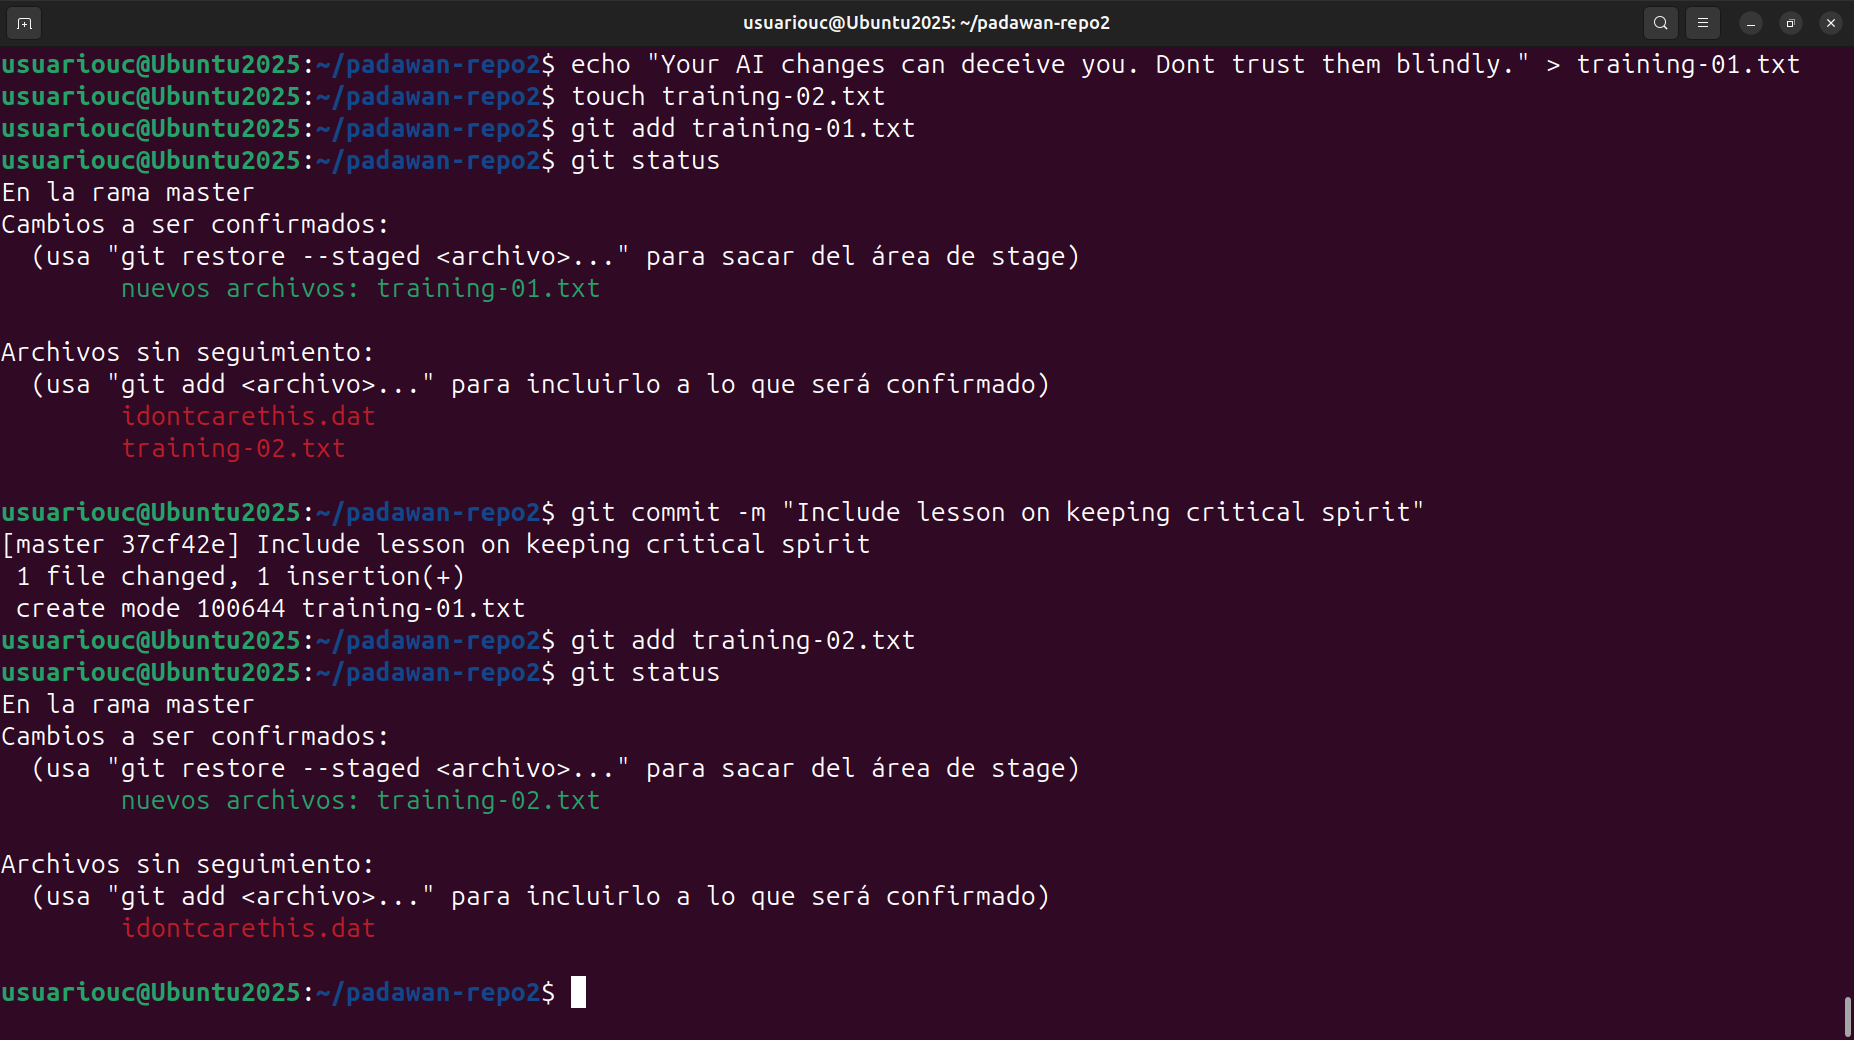 usuariouc@Ubuntu2025: ~/padawan-repo2
usuariouc@Ubuntu2025:~/padawan-repo2$ echo "Your AI changes can deceive you. Dont trust them blindly." > training-01.txt
usuariouc@Ubuntu2025:~/padawan-repo2$ touch training-02.txt
usuariouc@Ubuntu2025:~/padawan-repo2$ git add training-01.txt
usuariouc@Ubuntu2025:~/padawan-repo2$ git status
En la rama master
Cambios a ser confirmados:
  (usa "git restore --staged <archivo>..." para sacar del área de stage)
        nuevos archivos: training-01.txt

Archivos sin seguimiento:
  (usa "git add <archivo>..." para incluirlo a lo que será confirmado)
        idontcarethis.dat
        training-02.txt

usuariouc@Ubuntu2025:~/padawan-repo2$ git commit -m "Include lesson on keeping critical spirit"
[master 37cf42e] Include lesson on keeping critical spirit
 1 file changed, 1 insertion(+)
 create mode 100644 training-01.txt
usuariouc@Ubuntu2025:~/padawan-repo2$ git add training-02.txt
usuariouc@Ubuntu2025:~/padawan-repo2$ git status
En la rama master
Cambios a ser confirmados:
  (usa "git restore --staged <archivo>..." para sacar del área de stage)
        nuevos archivos: training-02.txt

Archivos sin seguimiento:
  (usa "git add <archivo>..." para incluirlo a lo que será confirmado)
        idontcarethis.dat

usuariouc@Ubuntu2025:~/padawan-repo2$